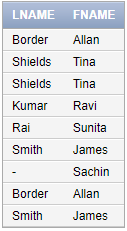 LNAME FNAME
Border Allan
Shields Tina
Shields Tina
Kumar Ravi
Rai Sunita
Smith James
- Sachin
Border Allan
Smith James